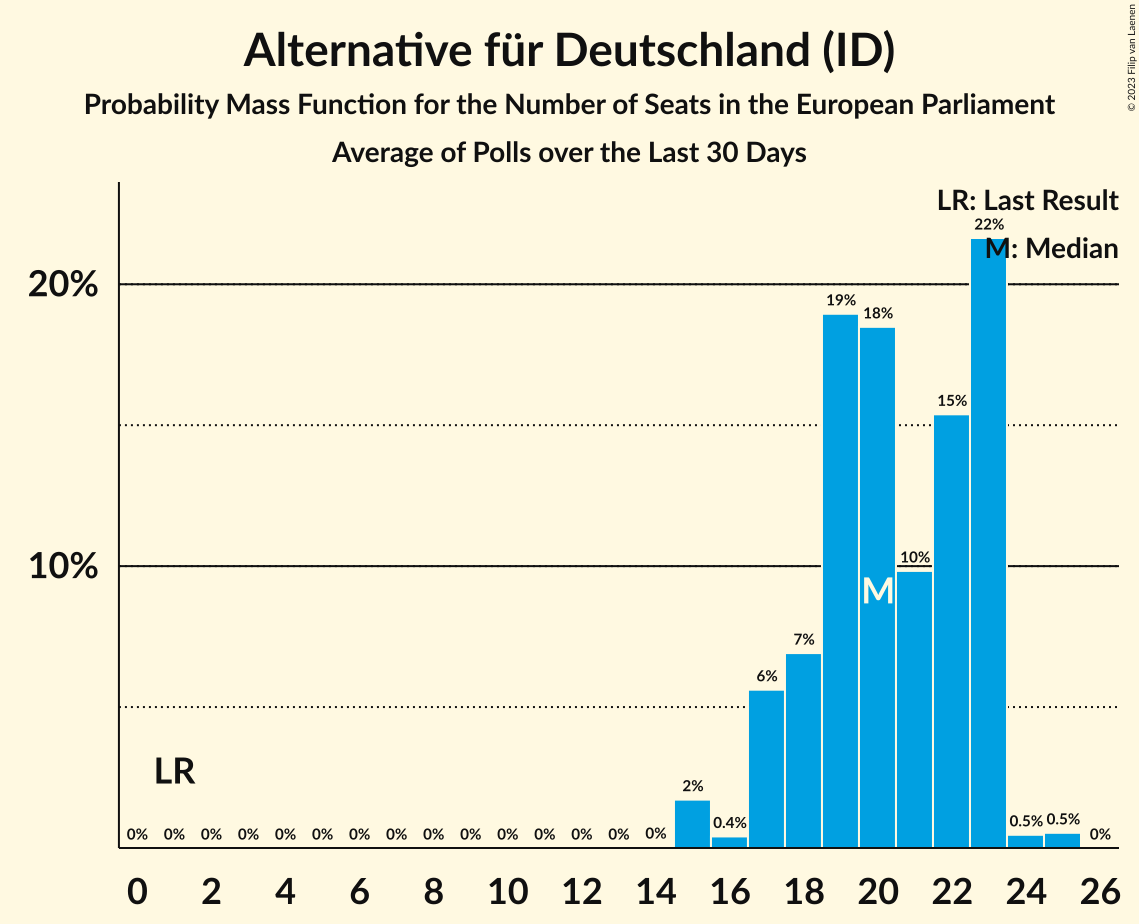 Alternative für Deutschland (ID)
Probability Mass Function for the Number of Seats in the European Parliament
Average of Polls over the Last 30 Days
© 2023 Filip van Laenen
LR: Last Result
M: Median
20%
10%
22%
19%
18%
15%
10%
M
7%
6%
LR
2%
0% 0% 0% 0% 0% 0% 0% 0% 0% 0% 0% 0% 0% 0% 0% 0.4% 0.5% 0.5% 0%
0 2 4 6 8 10 12 14 16 18 20 22 24 26